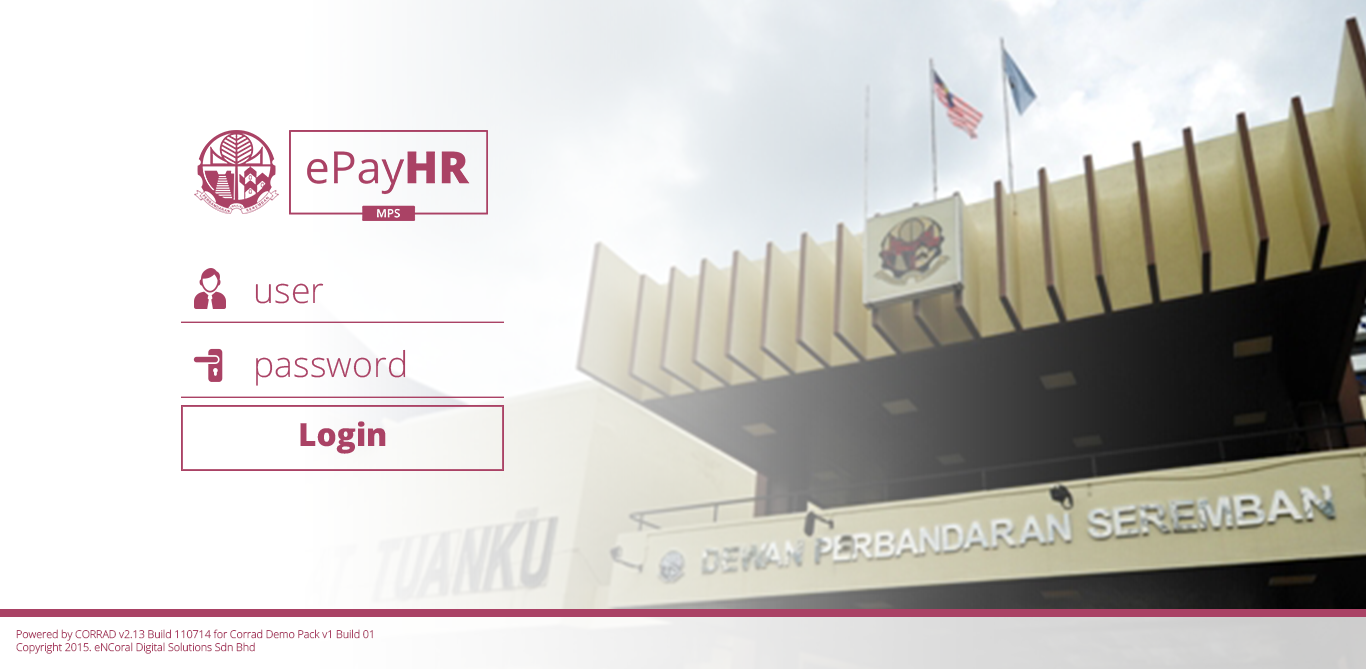 ePayHR
MPS
user
password
Login
TUANKU
DEWAN PERBANDARAN SEREMBAN
Powered by CORRAD v2.13 Build 110714 for Corrad Demo Pack v1 Build 01
Copyright 2015. eNCoral Digital Solutions Sdn Bhd